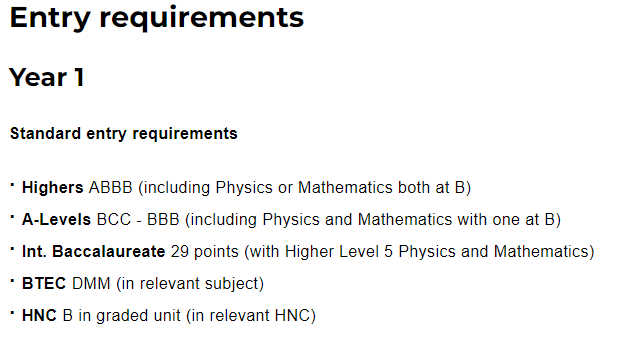 Entry requirements
Year 1
Standard entry requirements
· Highers ABBB (including Physics or Mathematics both at B)
· A-Levels BCC - BBB (including Physics and Mathematics with one at B)
· Int. Baccalaureate 29 points (with Higher Level 5 Physics and Mathematics)
· BTEC DMM (in relevant subject)
· HNC B in graded unit (in relevant HNC)